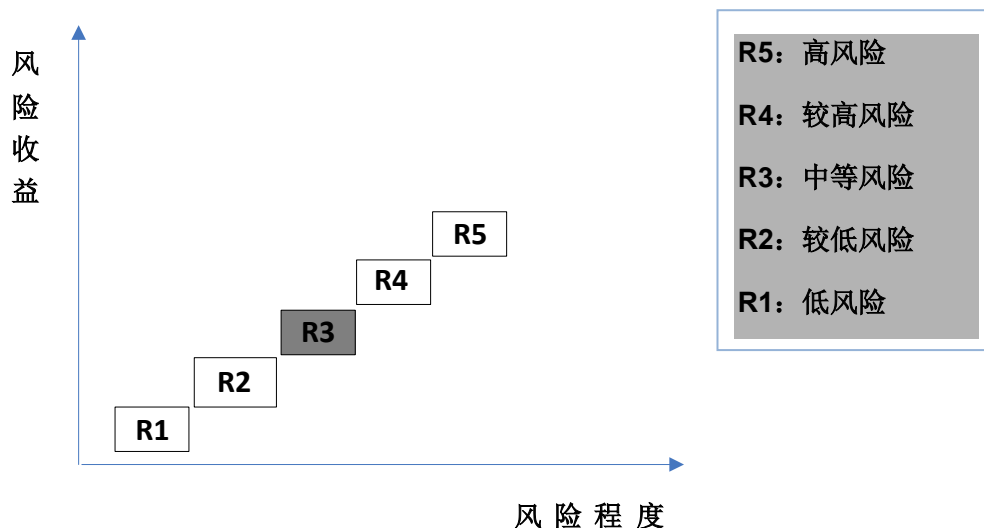 风险收益
R5
R4
R3
R2
R1
风 险 程 度
R5：高风险
R4：较高风险
R3：中等风险
R2：较低风险
R1：低风险